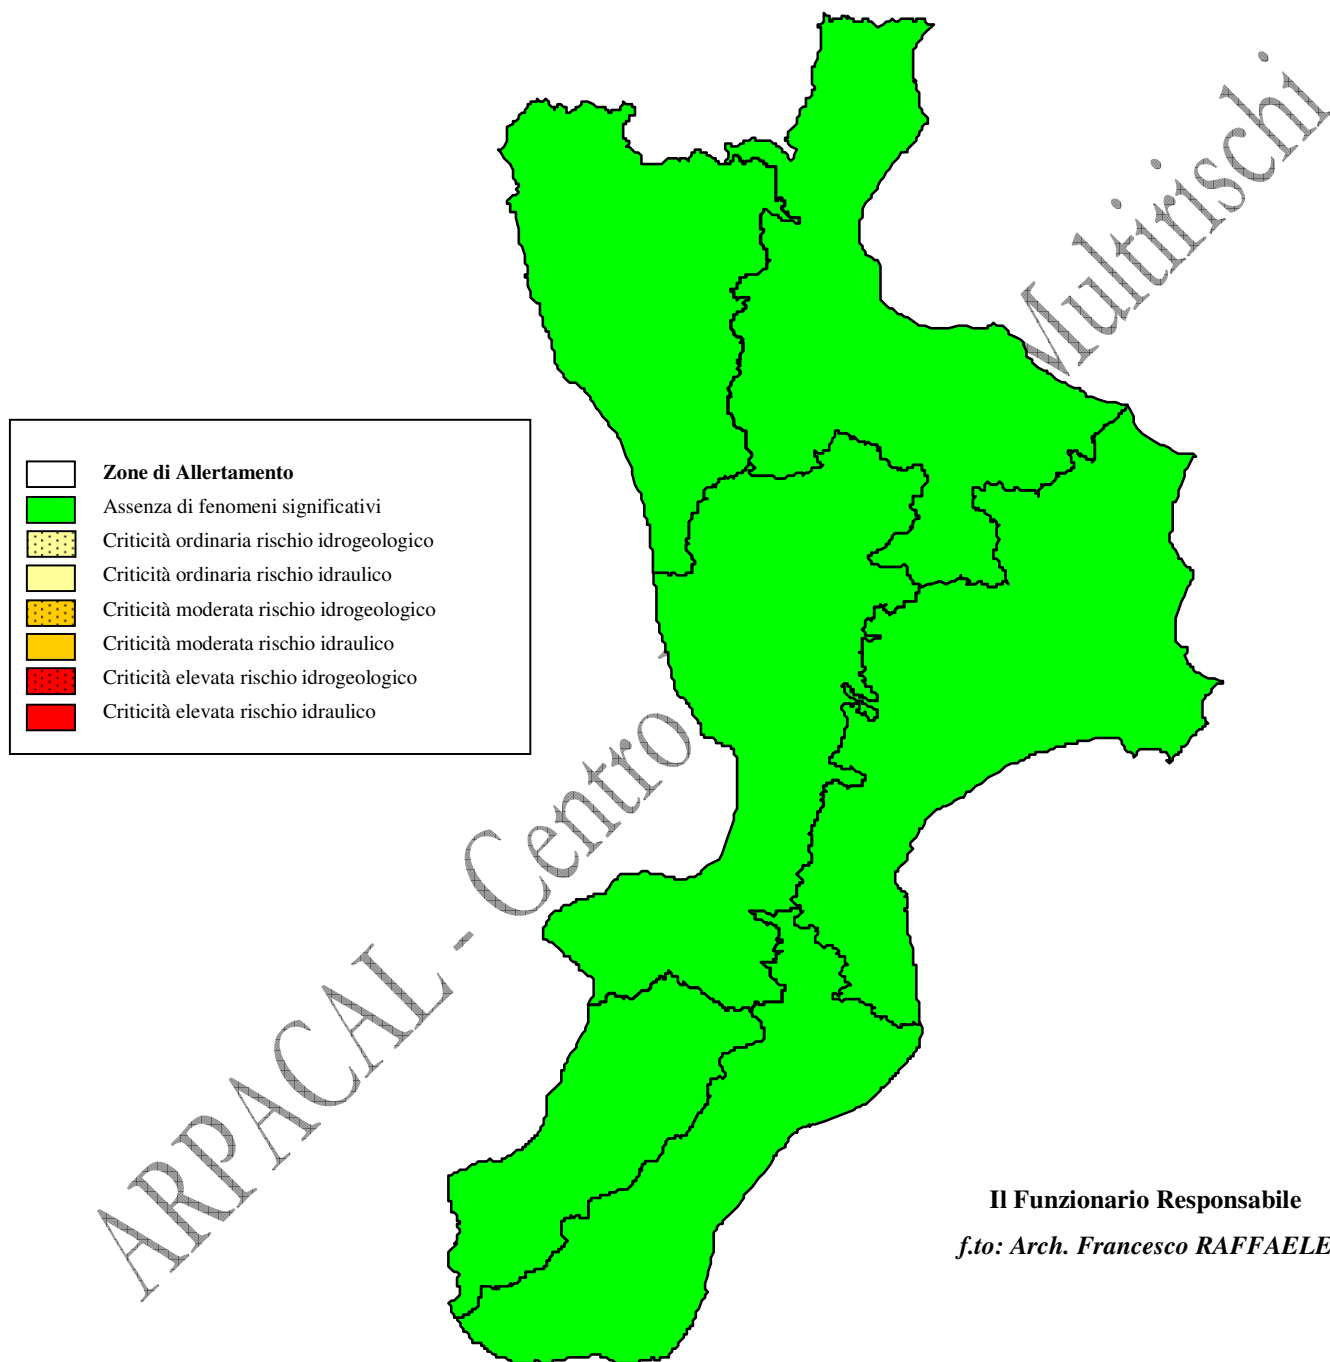 Zone di Allertamento
Assenza di fenomeni significativi
Criticità ordinaria rischio idrogeologico
Criticità ordinaria rischio idraulico
Criticità moderata rischio idrogeologico
Criticità moderata rischio idraulico
Criticità elevata rischio idrogeologico
Criticità elevata rischio idraulico
ARPACAL - Centro Multirischi
Il Funzionario Responsabile
f.to: Arch. Francesco RAFFAELE